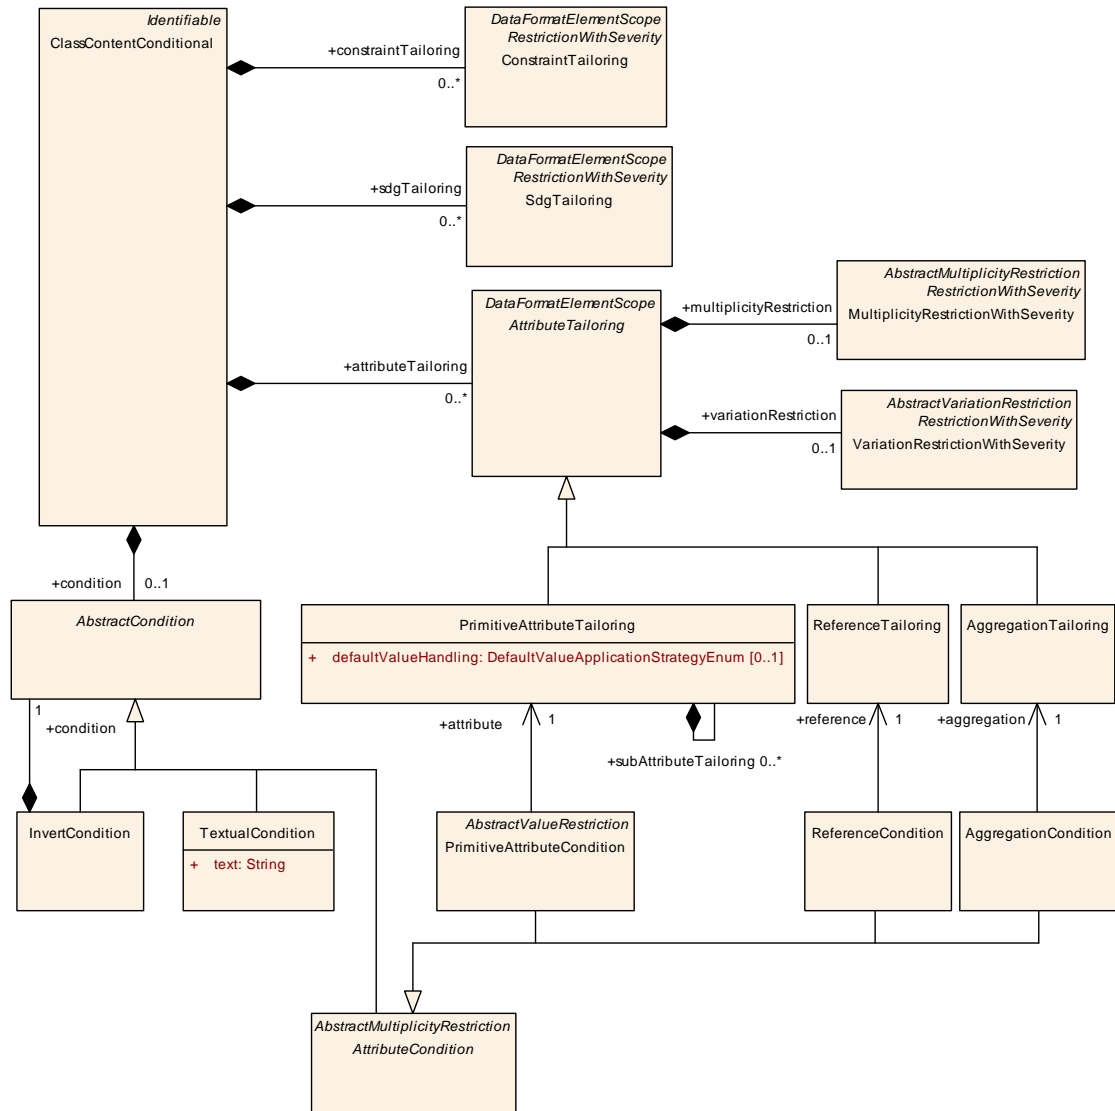 Identifiable
ClassContentConditional
+constraintTailoring
0..*
DataFormatElementScope
RestrictionWithSeverity
ConstraintTailoring
+sdgTailoring
0..*
DataFormatElementScope
RestrictionWithSeverity
SdgTailoring
+attributeTailoring
0..*
DataFormatElementScope
AttributeTailoring
+multiplicityRestriction
0..1
AbstractMultiplicityRestriction
RestrictionWithSeverity
MultiplicityRestrictionWithSeverity
+variationRestriction
0..1
AbstractVariationRestriction
RestrictionWithSeverity
VariationRestrictionWithSeverity
+condition 0..1
AbstractCondition
PrimitiveAttributeTailoring
+ defaultValueHandling: DefaultValueApplicationStrategyEnum [0..1]
ReferenceTailoring
AggregationTailoring
1
+condition
+attribute 1
+subAttributeTailoring 0..*
+reference 1
+aggregation 1
InvertCondition
TextualCondition
+ text: String
AbstractValueRestriction
PrimitiveAttributeCondition
ReferenceCondition
AggregationCondition
AbstractMultiplicityRestriction
AttributeCondition